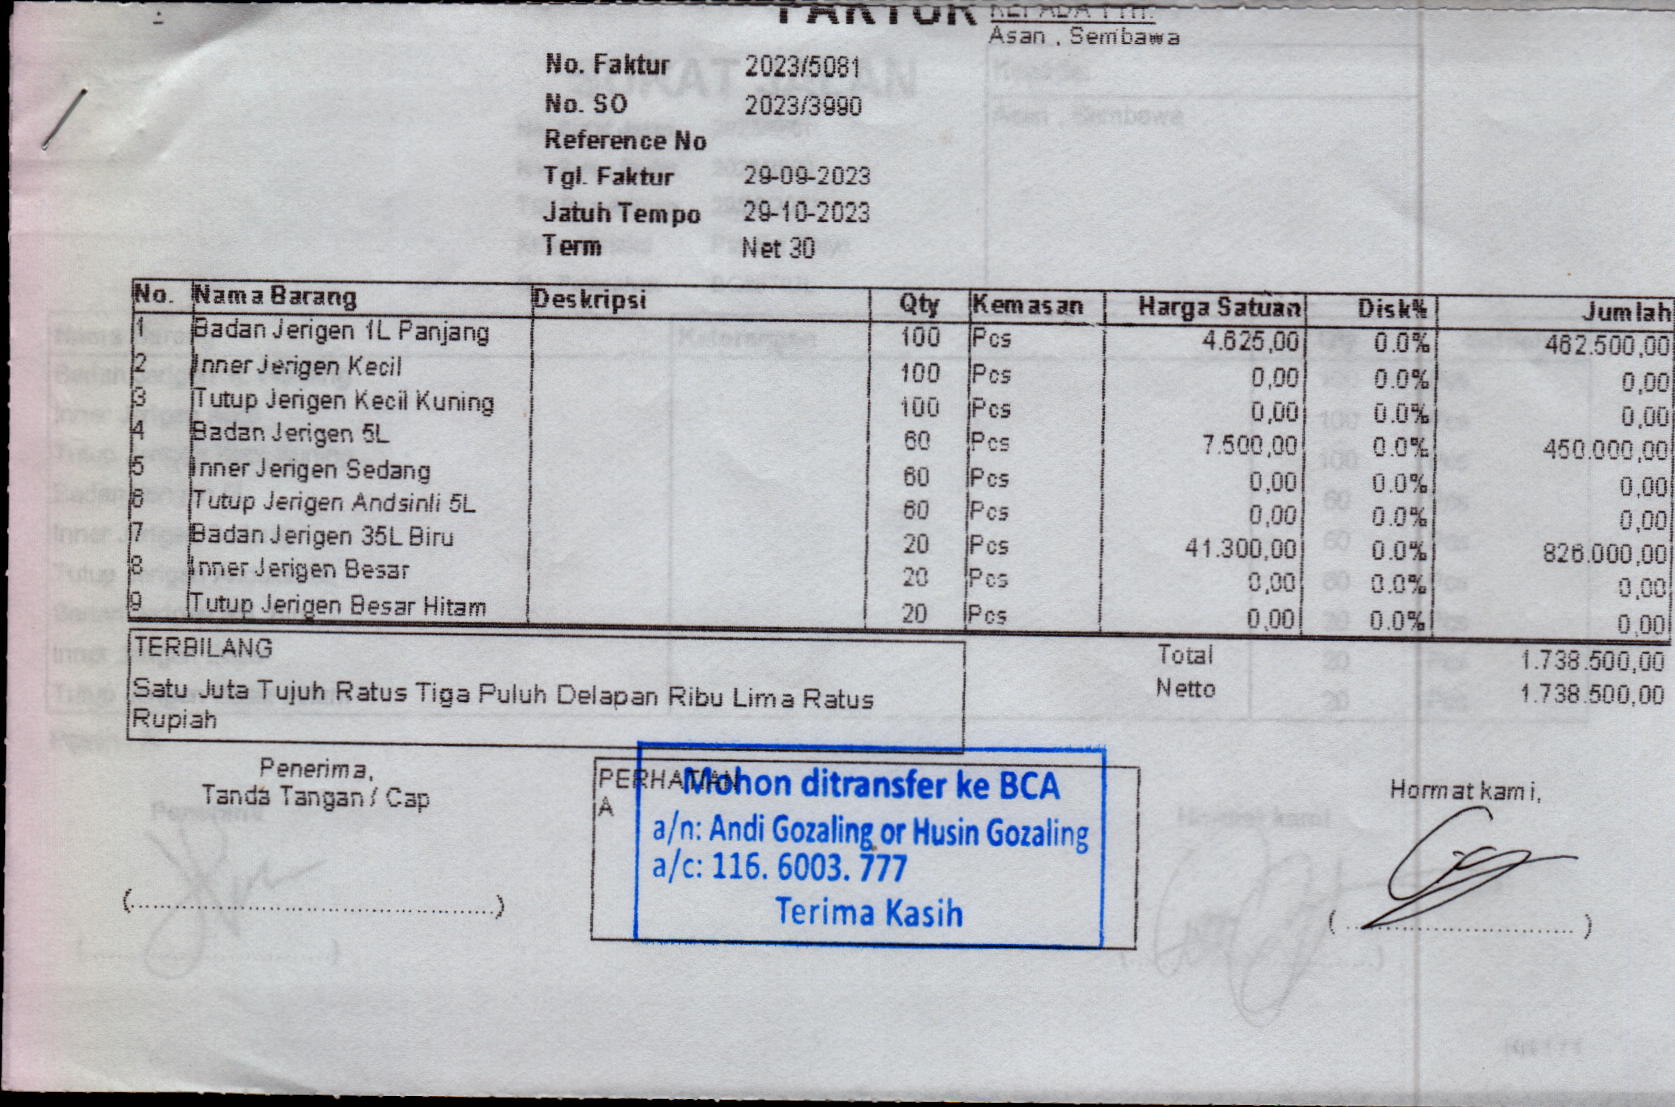 FAKTUR
KEPADA YTH.
Asan , Sembawa
No. Faktur 2023/5081
No. SO 2023/3990
Reference No
Tgl. Faktur 29-09-2023
Jatuh Tempo 29-10-2023
Term Net 30
No. Nama Barang Deskripsi Qty Kemasan Harga Satuan Disk% Jumlah
1 Badan Jerigen 1L Panjang 100 Pcs 4.625,00 0.0% 462.500,00
2 Inner Jerigen Kecil 100 Pcs 0,00 0.0% 0,00
3 Tutup Jerigen Kecil Kuning 100 Pcs 0,00 0.0% 0,00
4 Badan Jerigen 5L 60 Pcs 7.500,00 0.0% 450.000,00
5 Inner Jerigen Sedang 60 Pcs 0,00 0.0% 0,00
6 Tutup Jerigen Andsinli 5L 60 Pcs 0,00 0.0% 0,00
7 Badan Jerigen 35L Biru 20 Pcs 41.300,00 0.0% 826.000,00
8 Inner Jerigen Besar 20 Pcs 0,00 0.0% 0,00
9 Tutup Jerigen Besar Hitam 20 Pcs 0,00 0.0% 0,00
TERBILANG
Satu Juta Tujuh Ratus Tiga Puluh Delapan Ribu Lima Ratus
Rupiah
Total 1.738.500,00
Netto 1.738.500,00
Penerima,
Tanda Tangan / Cap
(..............................)
PERHATIAN
A
Mohon ditransfer ke BCA
a/n: Andi Gozaling or Husin Gozaling
a/c: 116. 6003. 777
Terima Kasih
Hormat kami,
(..............................)